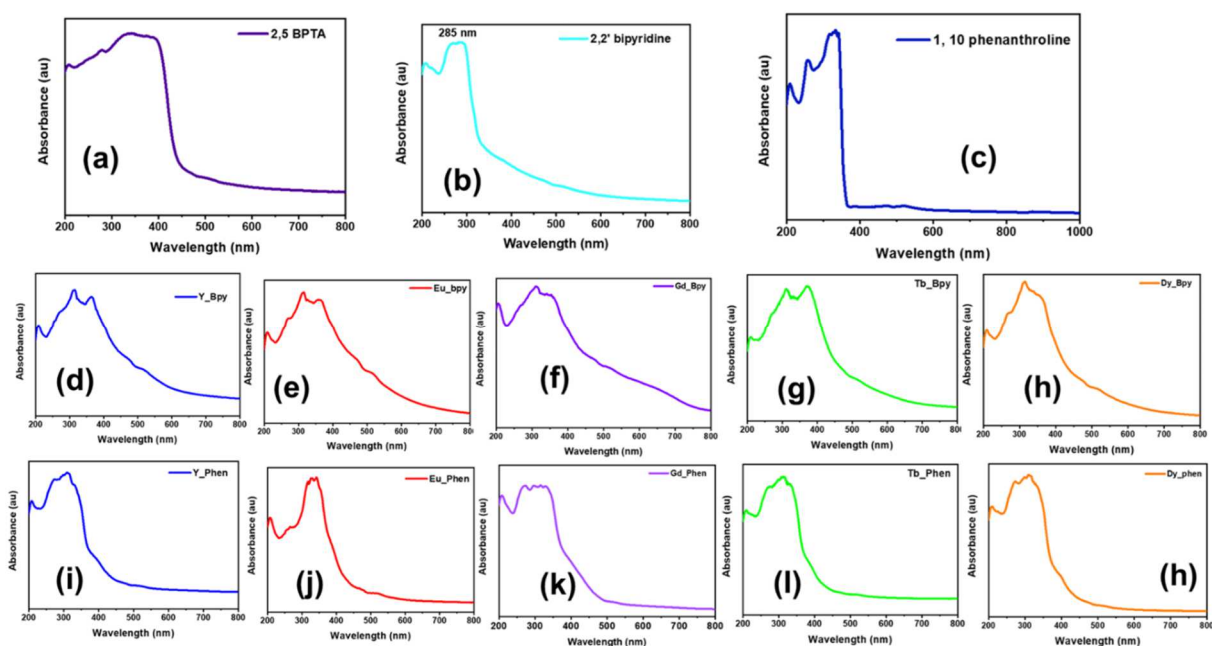 2,5 BPTA
Absorbance (au)
(a)
200 300 400 500 600 700 800
Wavelength (nm)
285 nm
2,2' bipyridine
Absorbance (au)
(b)
200 300 400 500 600 700 800
Wavelength (nm)
1, 10 phenanthroline
Absorbance (au)
(c)
200 400 600 800 1000
Wavelength (nm)
Y_Bpy
Absorbance (au)
(d)
200 300 400 500 600 700 800
Wavelength (nm)
Eu_bpy
Absorbance (au)
(e)
200 300 400 500 600 700 800
Wavelength (nm)
Gd_Bpy
Absorbance (au)
(f)
200 300 400 500 600 700 800
Wavelength (nm)
Tb_Bpy
Absorbance (au)
(g)
200 300 400 500 600 700 800
Wavelength (nm)
Dy_Bpy
Absorbance (au)
(h)
200 300 400 500 600 700 800
Wavelength (nm)
Y_Phen
Absorbance (au)
(i)
200 300 400 500 600 700 800
Wavelength (nm)
Eu_Phen
Absorbance (au)
(j)
200 300 400 500 600 700 800
Wavelength (nm)
Gd_Phen
Absorbance (au)
(k)
200 300 400 500 600 700 800
Wavelength (nm)
Tb_Phen
Absorbance (au)
(l)
200 300 400 500 600 700 800
Wavelength (nm)
Dy_phen
Absorbance (au)
(h)
200 300 400 500 600 700 800
Wavelength (nm)